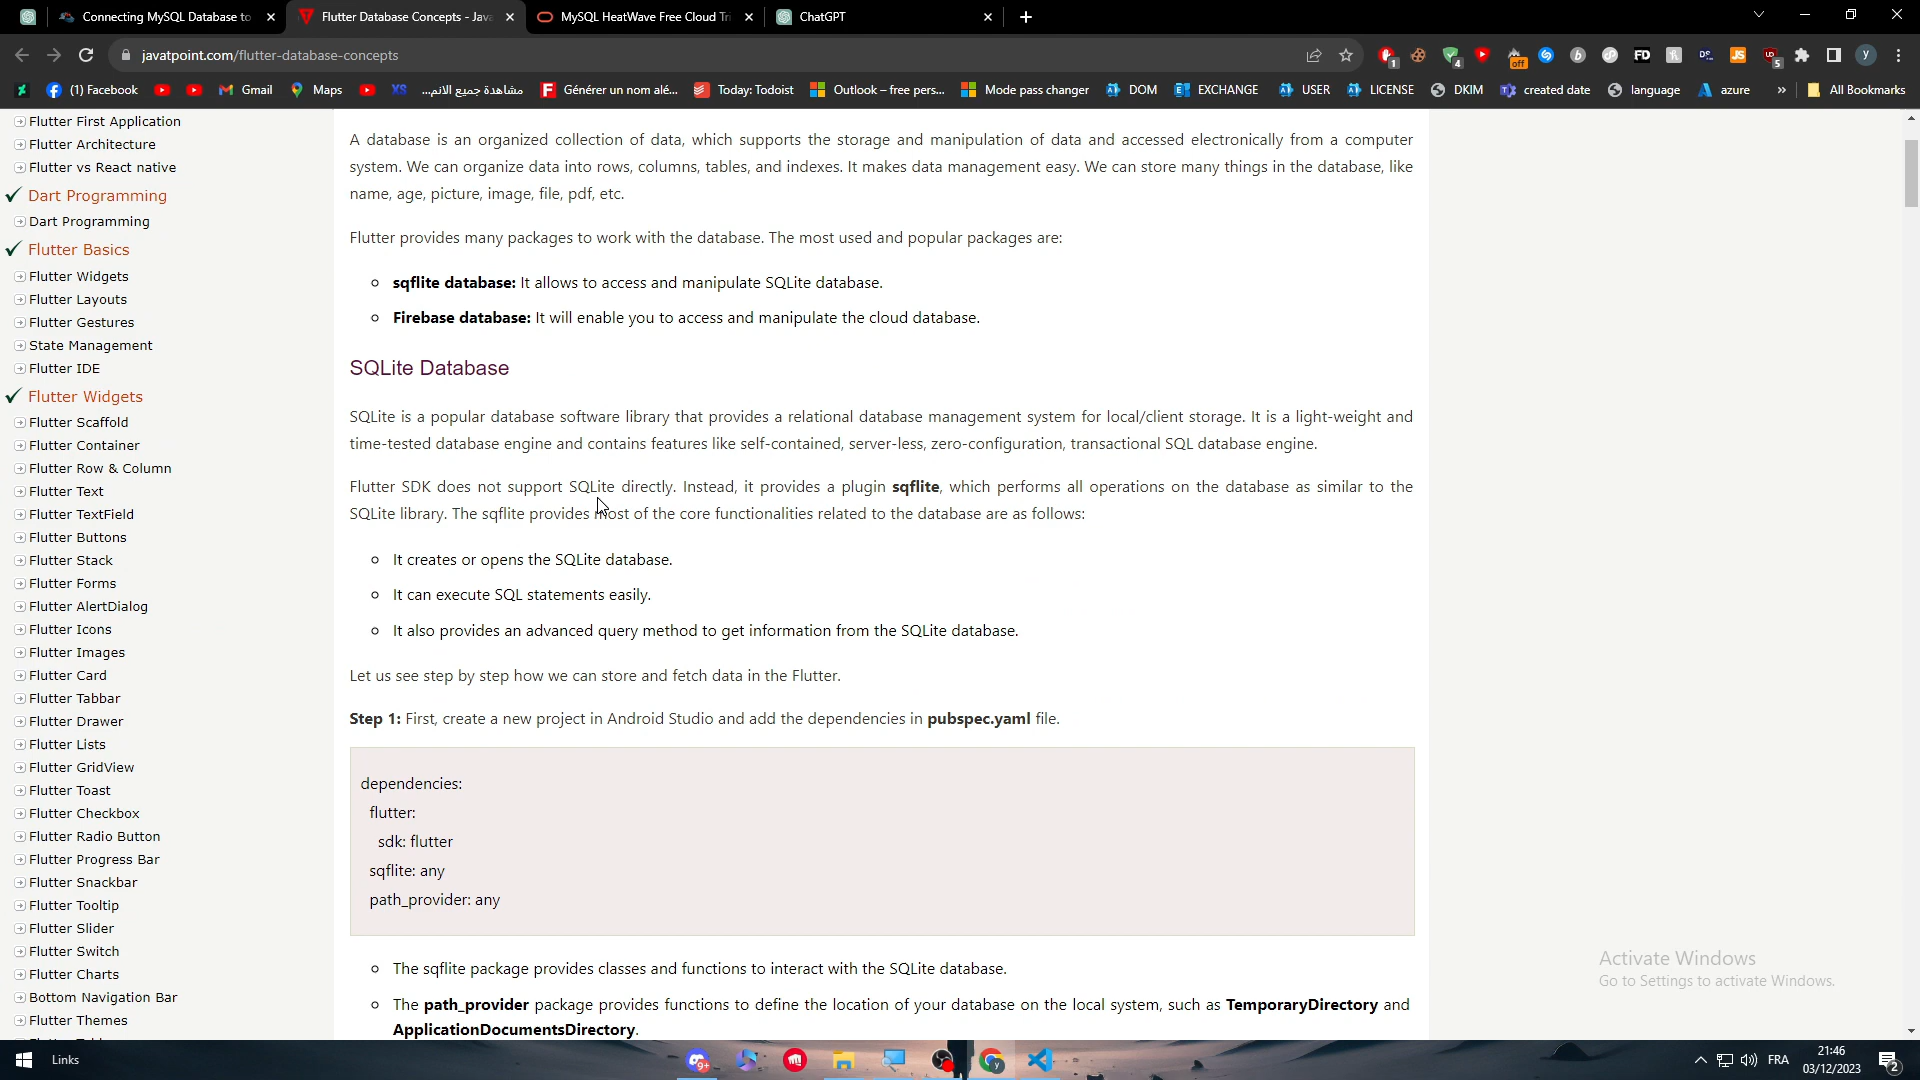 Connecting MySQL Database to
Flutter Database Concepts - Java
MySQL HeatWave Free Cloud Tri
ChatGPT
javatpoint.com/flutter-database-concepts
1
4
off
FD
JS
5
y
(1) Facebook
Gmail
Maps
YS
مشاهدة جميع الانم...
Générer un nom alé...
Today: Todoist
Outlook – free pers...
Mode pass changer
DOM
EXCHANGE
USER
LICENSE
DKIM
created date
language
azure
»
All Bookmarks
Flutter First Application
Flutter Architecture
Flutter vs React native
Dart Programming
Dart Programming
Flutter Basics
Flutter Widgets
Flutter Layouts
Flutter Gestures
State Management
Flutter IDE
Flutter Widgets
Flutter Scaffold
Flutter Container
Flutter Row & Column
Flutter Text
Flutter TextField
Flutter Buttons
Flutter Stack
Flutter Forms
Flutter AlertDialog
Flutter Icons
Flutter Images
Flutter Card
Flutter Tabbar
Flutter Drawer
Flutter Lists
Flutter GridView
Flutter Toast
Flutter Checkbox
Flutter Radio Button
Flutter Progress Bar
Flutter Snackbar
Flutter Tooltip
Flutter Slider
Flutter Switch
Flutter Charts
Bottom Navigation Bar
Flutter Themes
A database is an organized collection of data, which supports the storage and manipulation of data and accessed electronically from a computer
system. We can organize data into rows, columns, tables, and indexes. It makes data management easy. We can store many things in the database, like
name, age, picture, image, file, pdf, etc.
Flutter provides many packages to work with the database. The most used and popular packages are:
sqflite database: It allows to access and manipulate SQLite database.
Firebase database: It will enable you to access and manipulate the cloud database.
SQLite Database
SQLite is a popular database software library that provides a relational database management system for local/client storage. It is a light-weight and
time-tested database engine and contains features like self-contained, server-less, zero-configuration, transactional SQL database engine.
Flutter SDK does not support SQLite directly. Instead, it provides a plugin sqflite, which performs all operations on the database as similar to the
SQLite library. The sqflite provides most of the core functionalities related to the database are as follows:
It creates or opens the SQLite database.
It can execute SQL statements easily.
It also provides an advanced query method to get information from the SQLite database.
Let us see step by step how we can store and fetch data in the Flutter.
Step 1: First, create a new project in Android Studio and add the dependencies in pubspec.yaml file.
dependencies:
flutter:
sdk: flutter
sqflite: any
path_provider: any
The sqflite package provides classes and functions to interact with the SQLite database.
The path_provider package provides functions to define the location of your database on the local system, such as TemporaryDirectory and
ApplicationDocumentsDirectory.
Activate Windows
Go to Settings to activate Windows.
Links
9+
FRA
21:46
03/12/2023
2